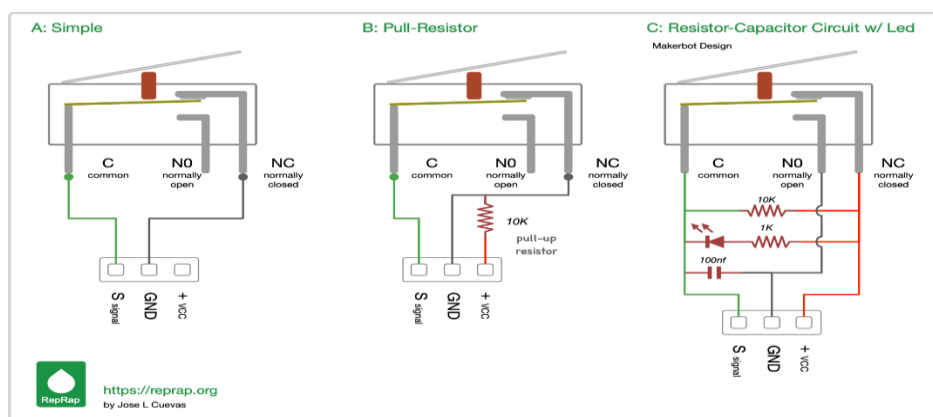 A: Simple
C
common
N0
normally
open
NC
normally
closed
S signal
GND
+ VCC
B: Pull-Resistor
C
common
N0
normally
open
NC
normally
closed
10K
pull-up
resistor
S signal
GND
+ VCC
C: Resistor-Capacitor Circuit w/ Led
Makerbot Design
C
common
N0
normally
open
NC
normally
closed
10K
1K
100nf
S signal
GND
+ VCC
RepRap
https://reprap.org
by Jose L Cuevas